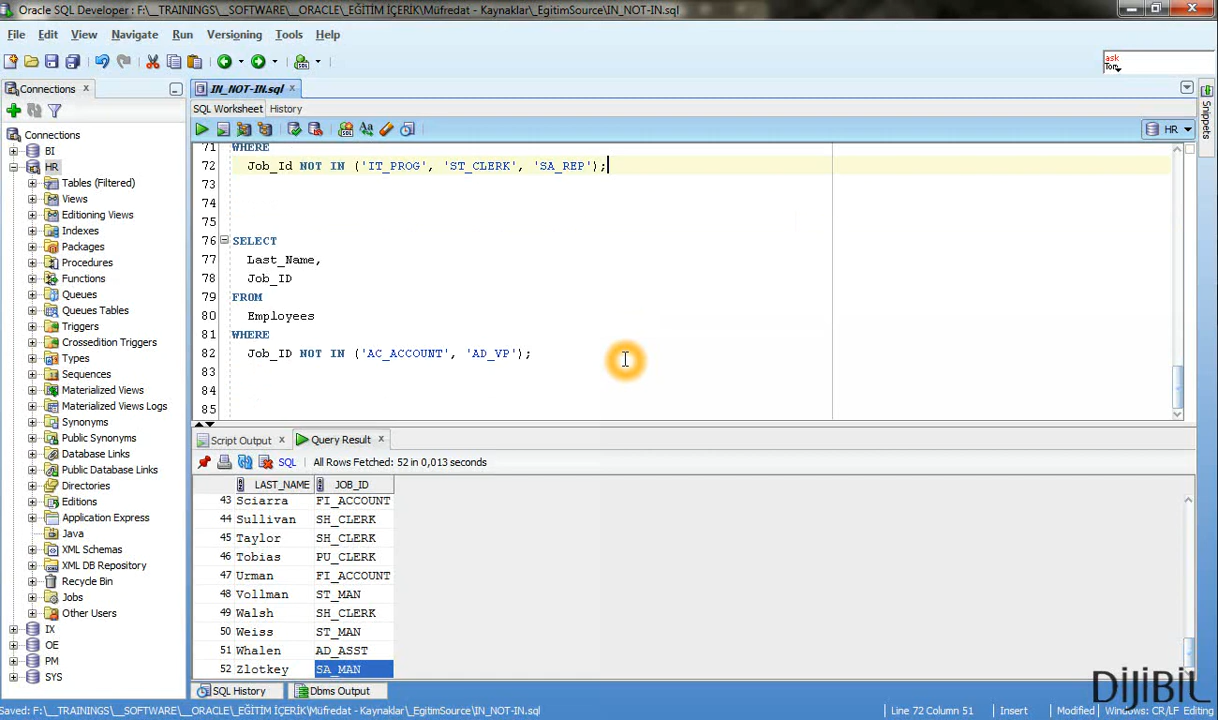 Oracle SQL Developer : F:\__TRAININGS\__SOFTWARE\__ORACLE\_EĞİTİM İÇERİK\Müfredat - Kaynaklar\_EgitimSource\IN_NOT-IN.sql
File Edit View Navigate Run Versioning Tools Help
ask
Tom
Connections
Connections
BI
HR
Tables (Filtered)
Views
Editioning Views
Indexes
Packages
Procedures
Functions
Queues
Queues Tables
Triggers
Crossedition Triggers
Types
Sequences
Materialized Views
Materialized Views Logs
Synonyms
Public Synonyms
Database Links
Public Database Links
Directories
Editions
Application Express
Java
XML Schemas
XML DB Repository
Recycle Bin
Jobs
Other Users
IX
OE
PM
SYS
IN_NOT-IN.sql
SQL Worksheet History
HR
Snippets
71 WHERE
72 Job_Id NOT IN ('IT_PROG', 'ST_CLERK', 'SA_REP');
73
74
75
76 SELECT
77 Last_Name,
78 Job_ID
79 FROM
80 Employees
81 WHERE
82 Job_ID NOT IN ('AC_ACCOUNT', 'AD_VP');
83
84
85
Script Output Query Result
SQL All Rows Fetched: 52 in 0,013 seconds
LAST_NAME JOB_ID
43 Sciarra FI_ACCOUNT
44 Sullivan SH_CLERK
45 Taylor SH_CLERK
46 Tobias PU_CLERK
47 Urman FI_ACCOUNT
48 Vollman ST_MAN
49 Walsh SH_CLERK
50 Weiss ST_MAN
51 Whalen AD_ASST
52 Zlotkey SA_MAN
SQL History Dbms Output
DijiBiL
Saved: F:\__TRAININGS\__SOFTWARE\__ORACLE\_EĞİTİM İÇERİK\Müfredat - Kaynaklar\_EgitimSource\IN_NOT-IN.sql
Line 72 Column 51 Insert Modified Windows: CR/LF Editing